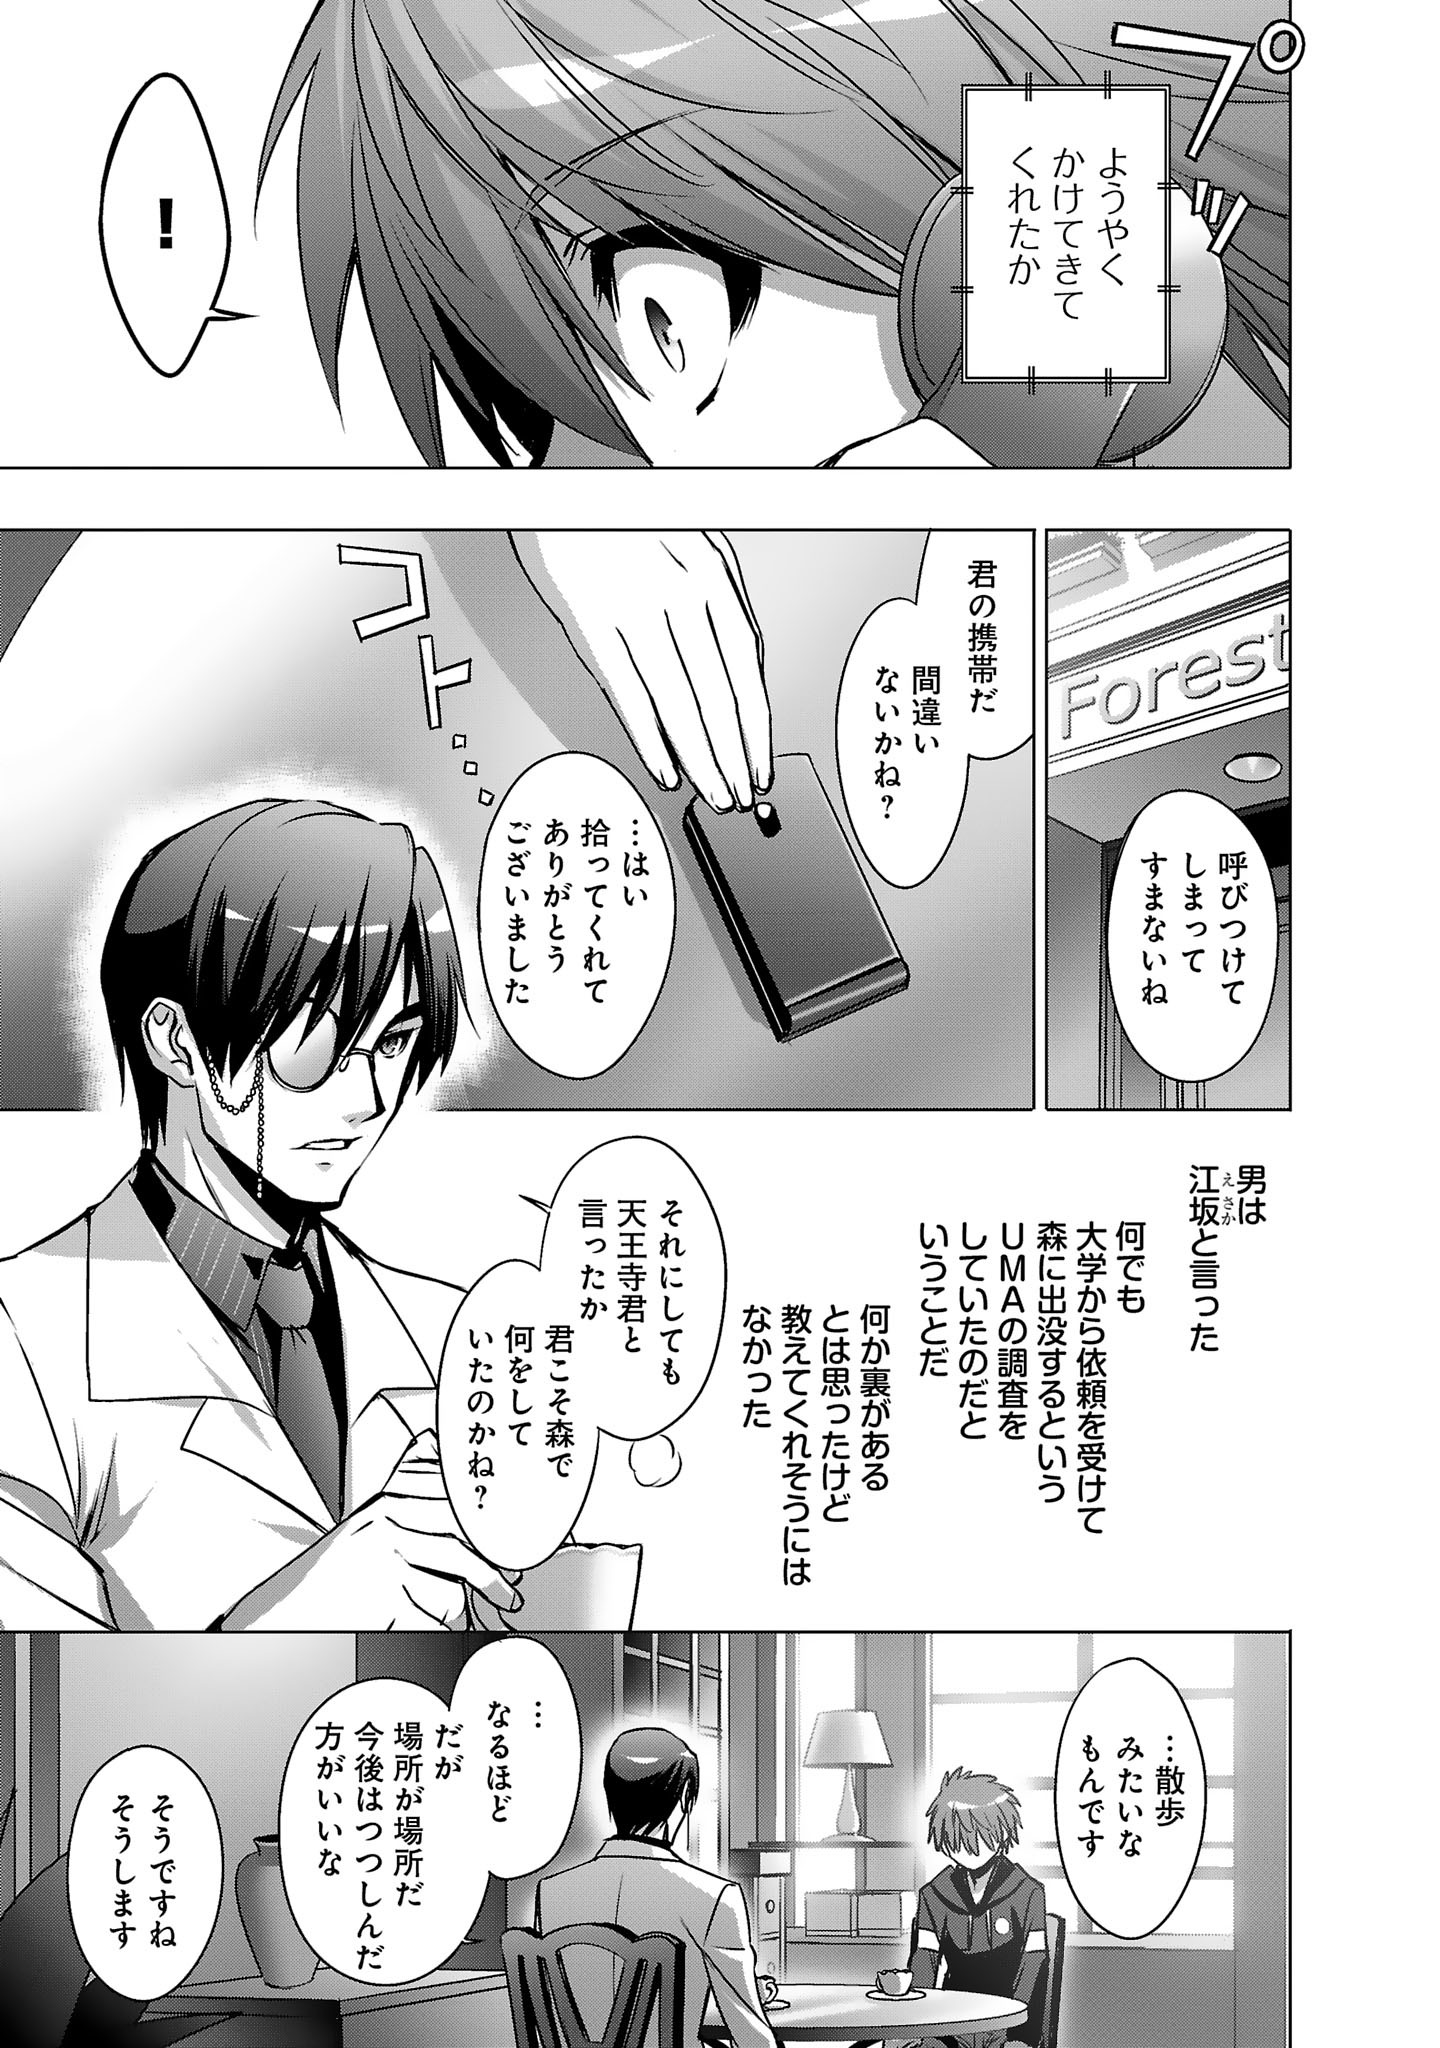 プ
ツ
ようやく
かけてきて
くれたか
！
Forest
呼びつけて
しまって
すまないね
君の携帯だ
間違い
ないかね？
コト
…はい
拾ってくれて
ありがとう
ございました
男は
江坂と言った
えさか
何でも
大学から依頼を受けて
森に出没するという
UMAの調査を
していたのだと
いうことだ
何か裏がある
とは思ったけど
教えてくれそうには
なかった
それにしても
天王寺君と
言ったか
君こそ森で
何をして
いたのかね？
…散歩
みたいな
もんです
…
なるほど
だが
場所が場所だ
今後はつつしんだ
方がいいな
そうですね
そうします